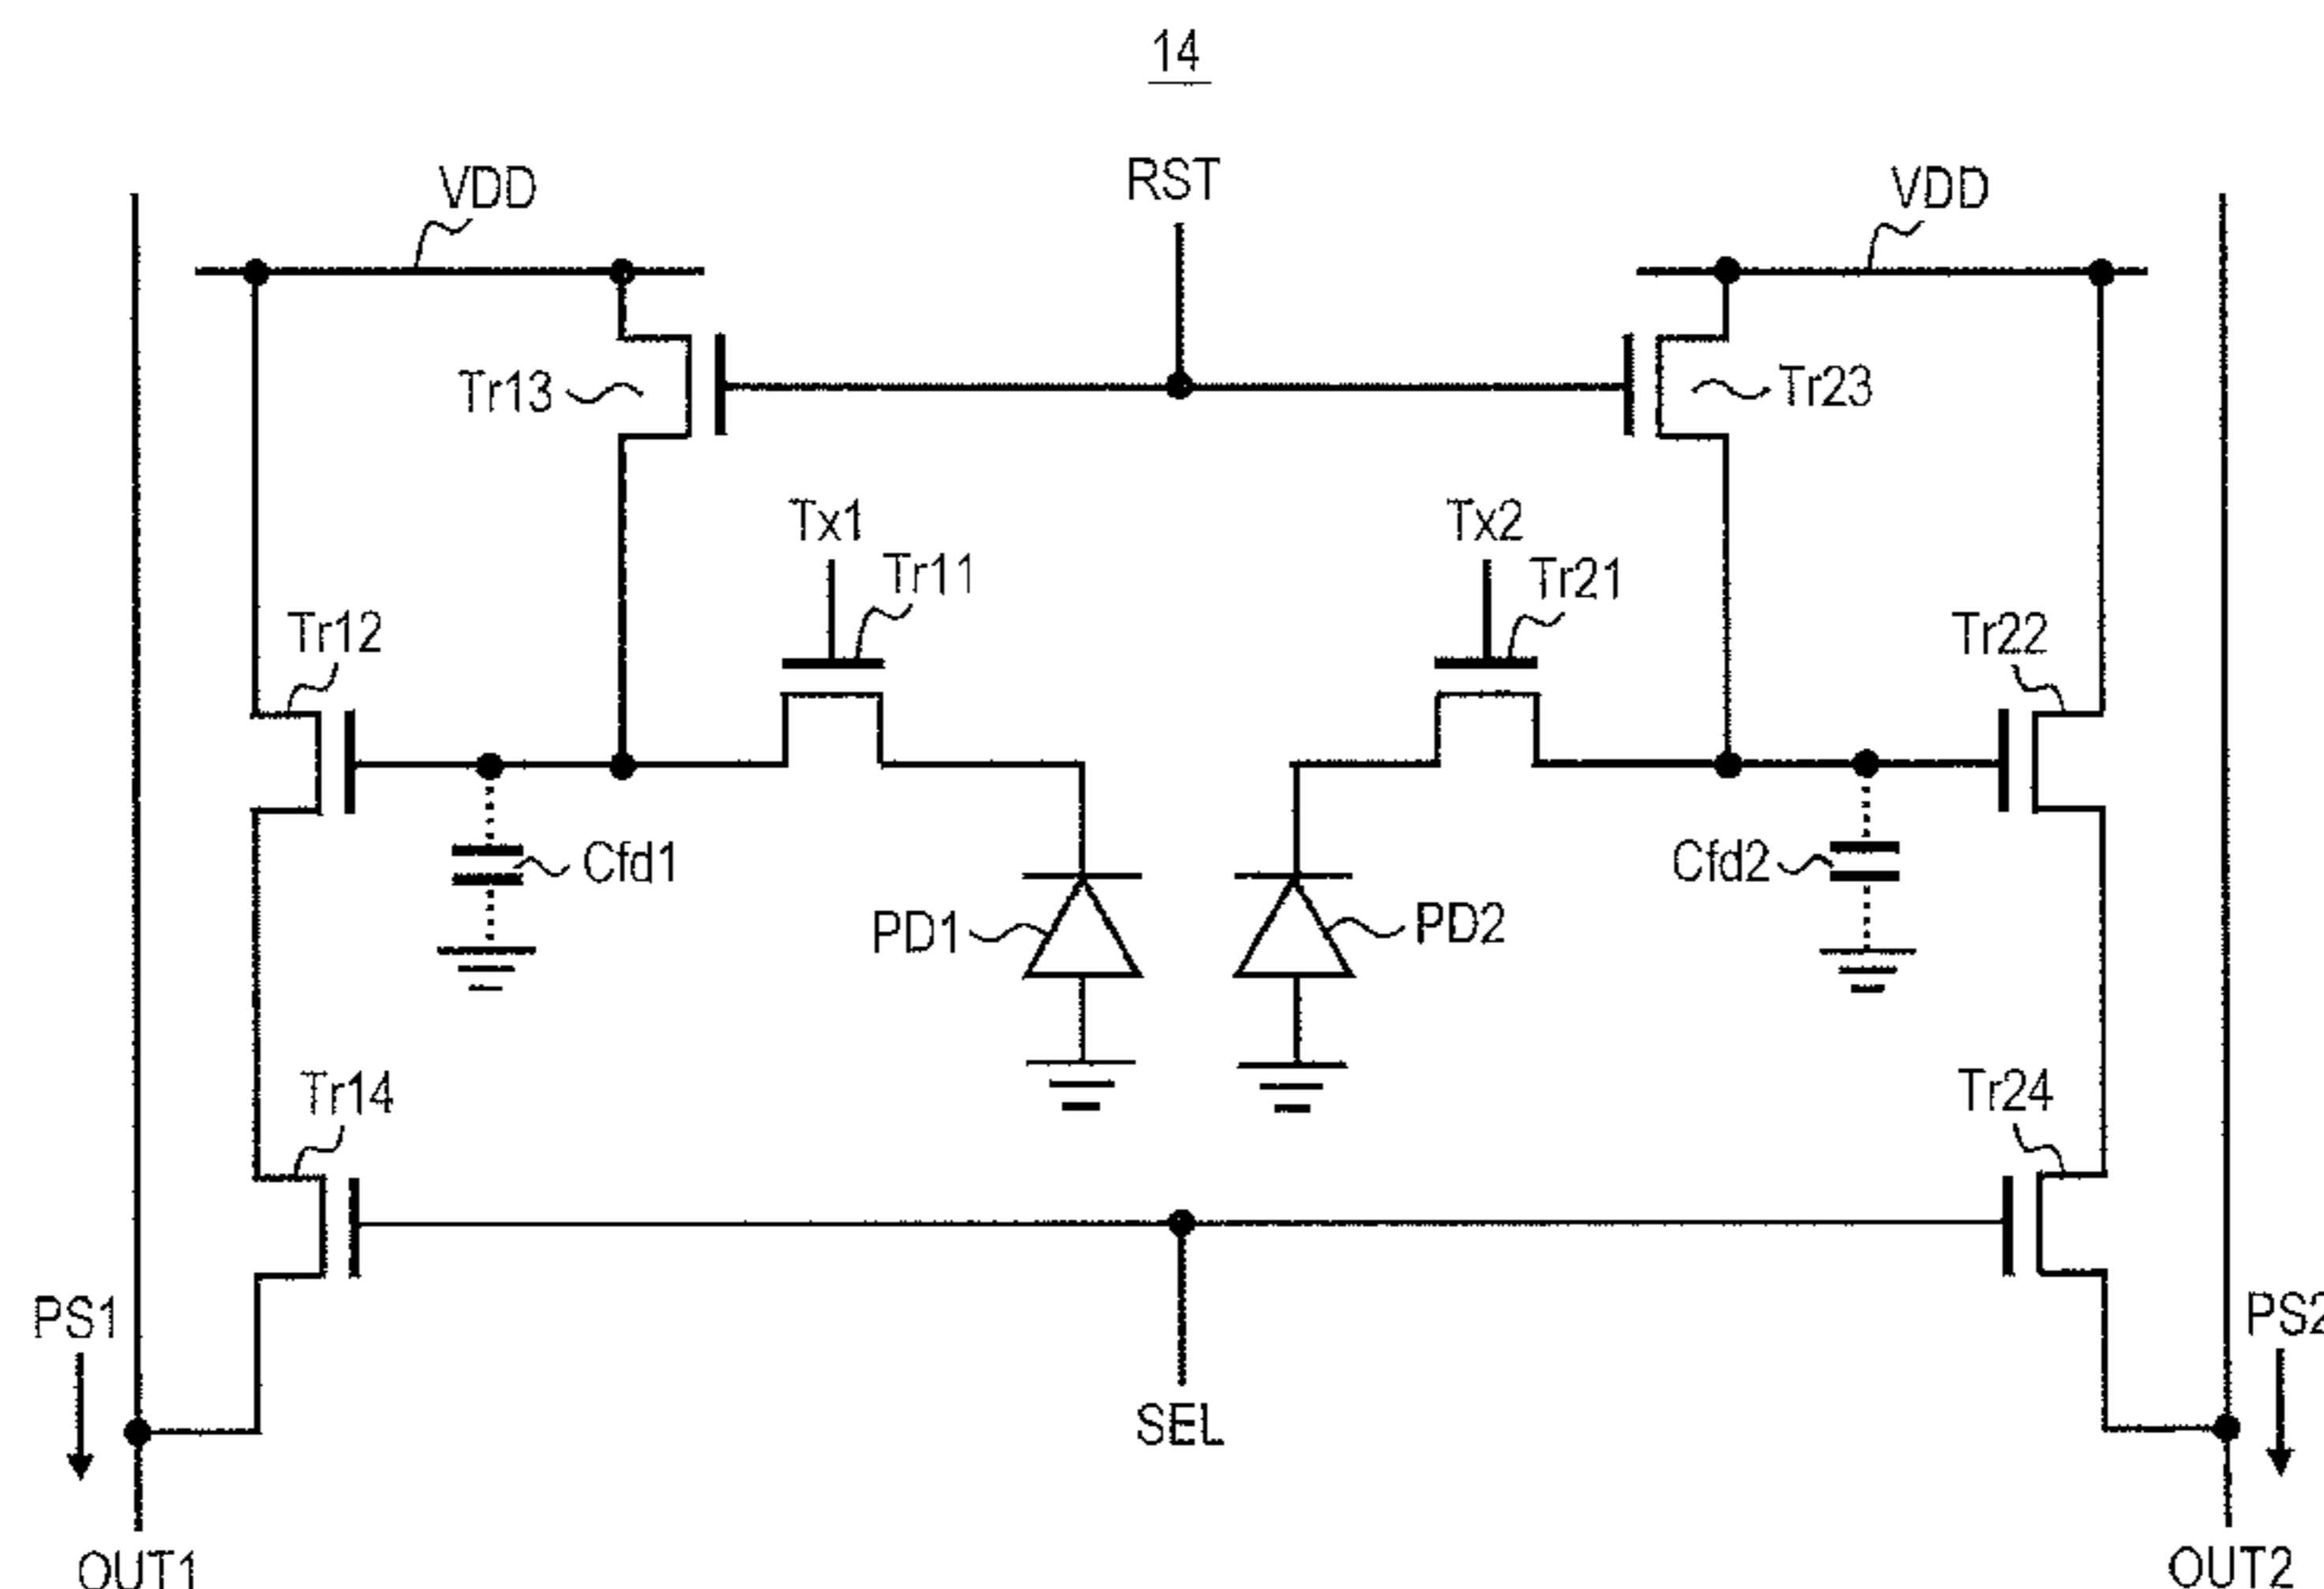 14
VDD
RST
VDD
Tr13
Tr23
Tx1
Tx2
Tr11
Tr21
Tr12
Tr22
Cfd1
Cfd2
PD1
PD2
Tr14
Tr24
PS1
PS2
SEL
OUT1
OUT2